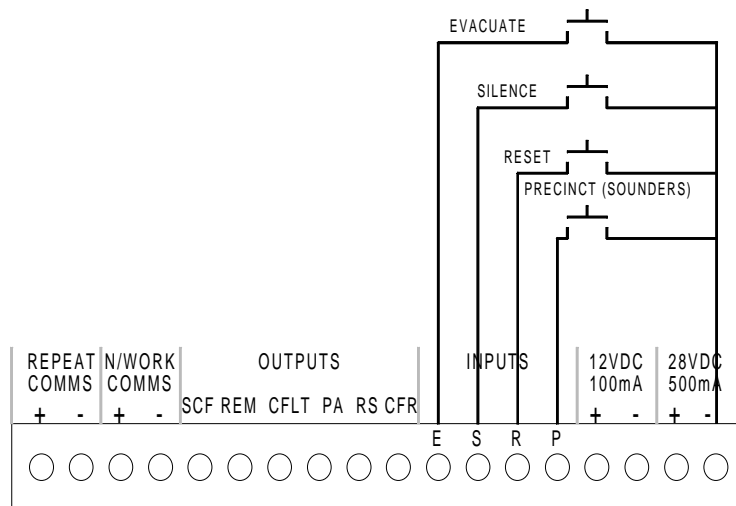 EVACUATE
SILENCE
RESET
PRECINCT (SOUNDERS)
REPEAT N/WORK OUTPUTS INPUTS 12VDC 28VDC
COMMS COMMS 100mA 500mA
SCF REM CFLT PA RS CFR
+ - + - + - + -
E S R P